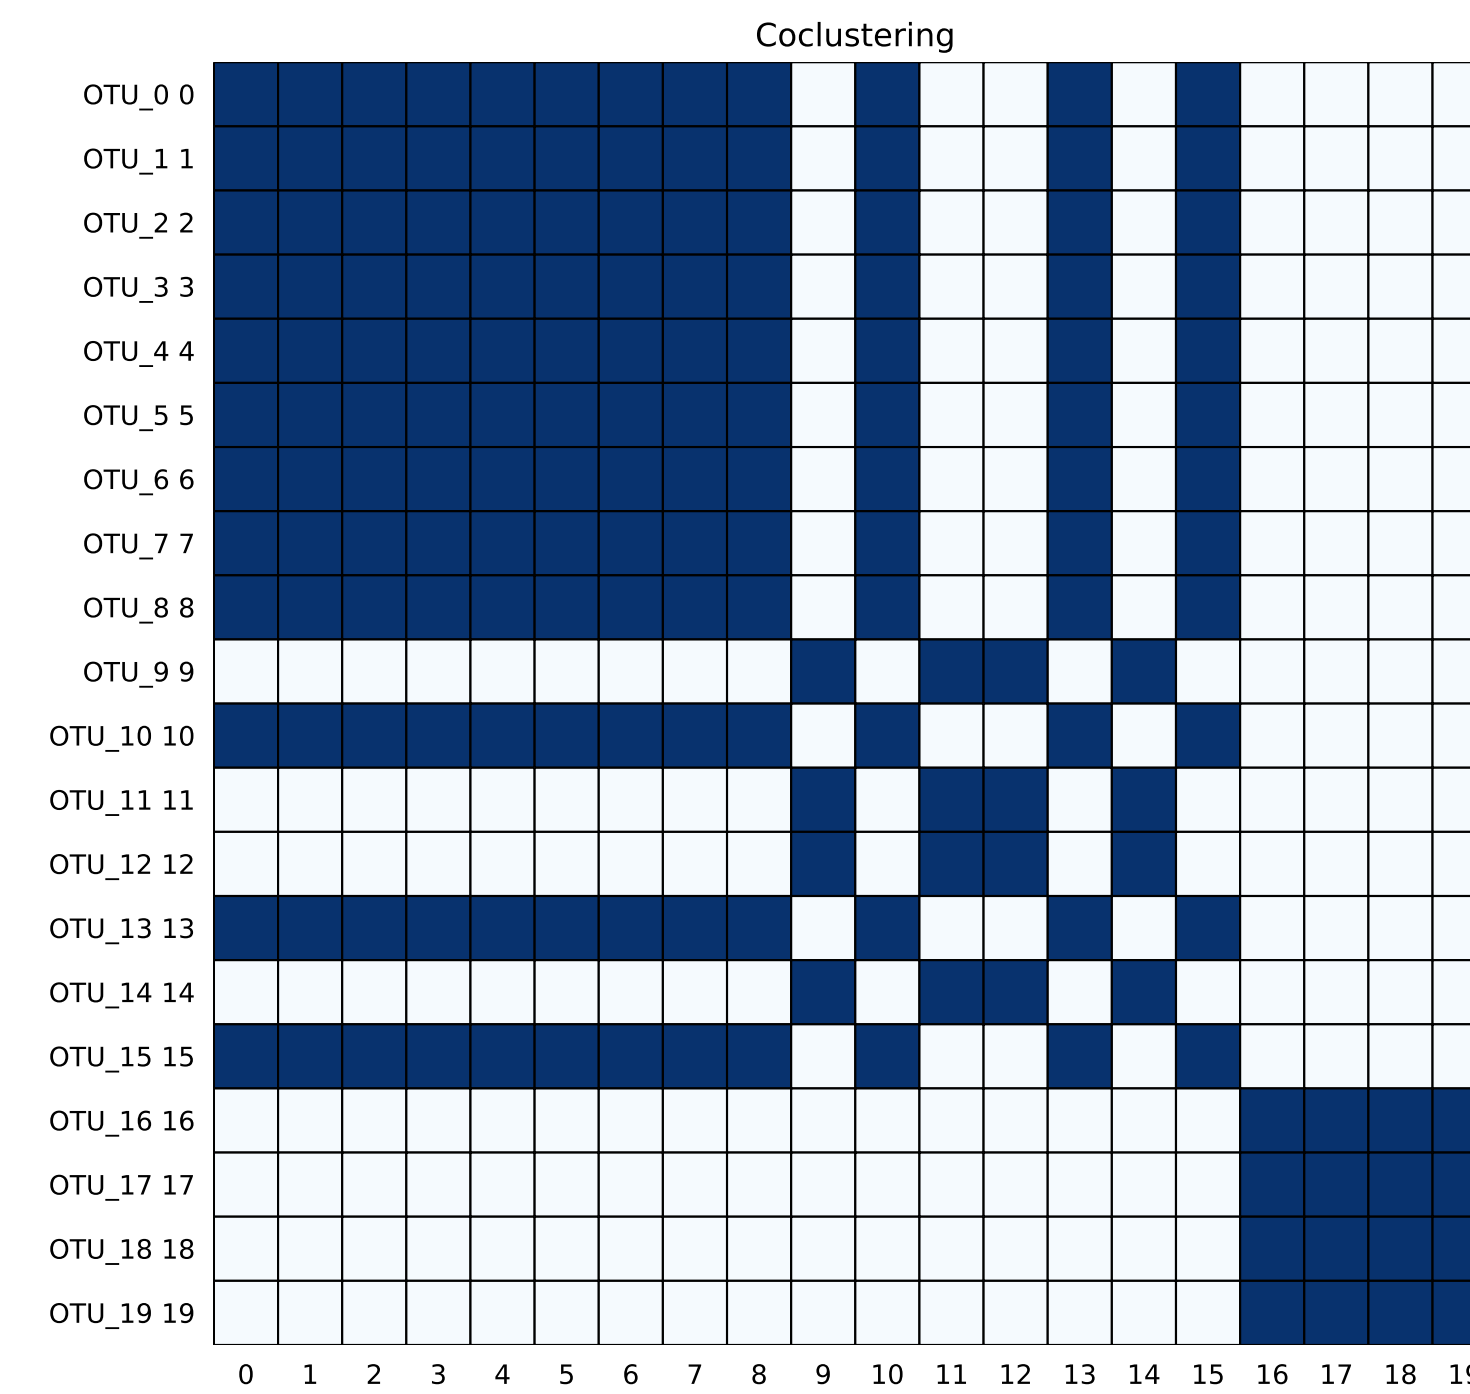 Coclustering
OTU_0 0
OTU_1 1
OTU_2 2
OTU_3 3
OTU_4 4
OTU_5 5
OTU_6 6
OTU_7 7
OTU_8 8
OTU_9 9
OTU_10 10
OTU_11 11
OTU_12 12
OTU_13 13
OTU_14 14
OTU_15 15
OTU_16 16
OTU_17 17
OTU_18 18
OTU_19 19
0 1 2 3 4 5 6 7 8 9 10 11 12 13 14 15 16 17 18 19